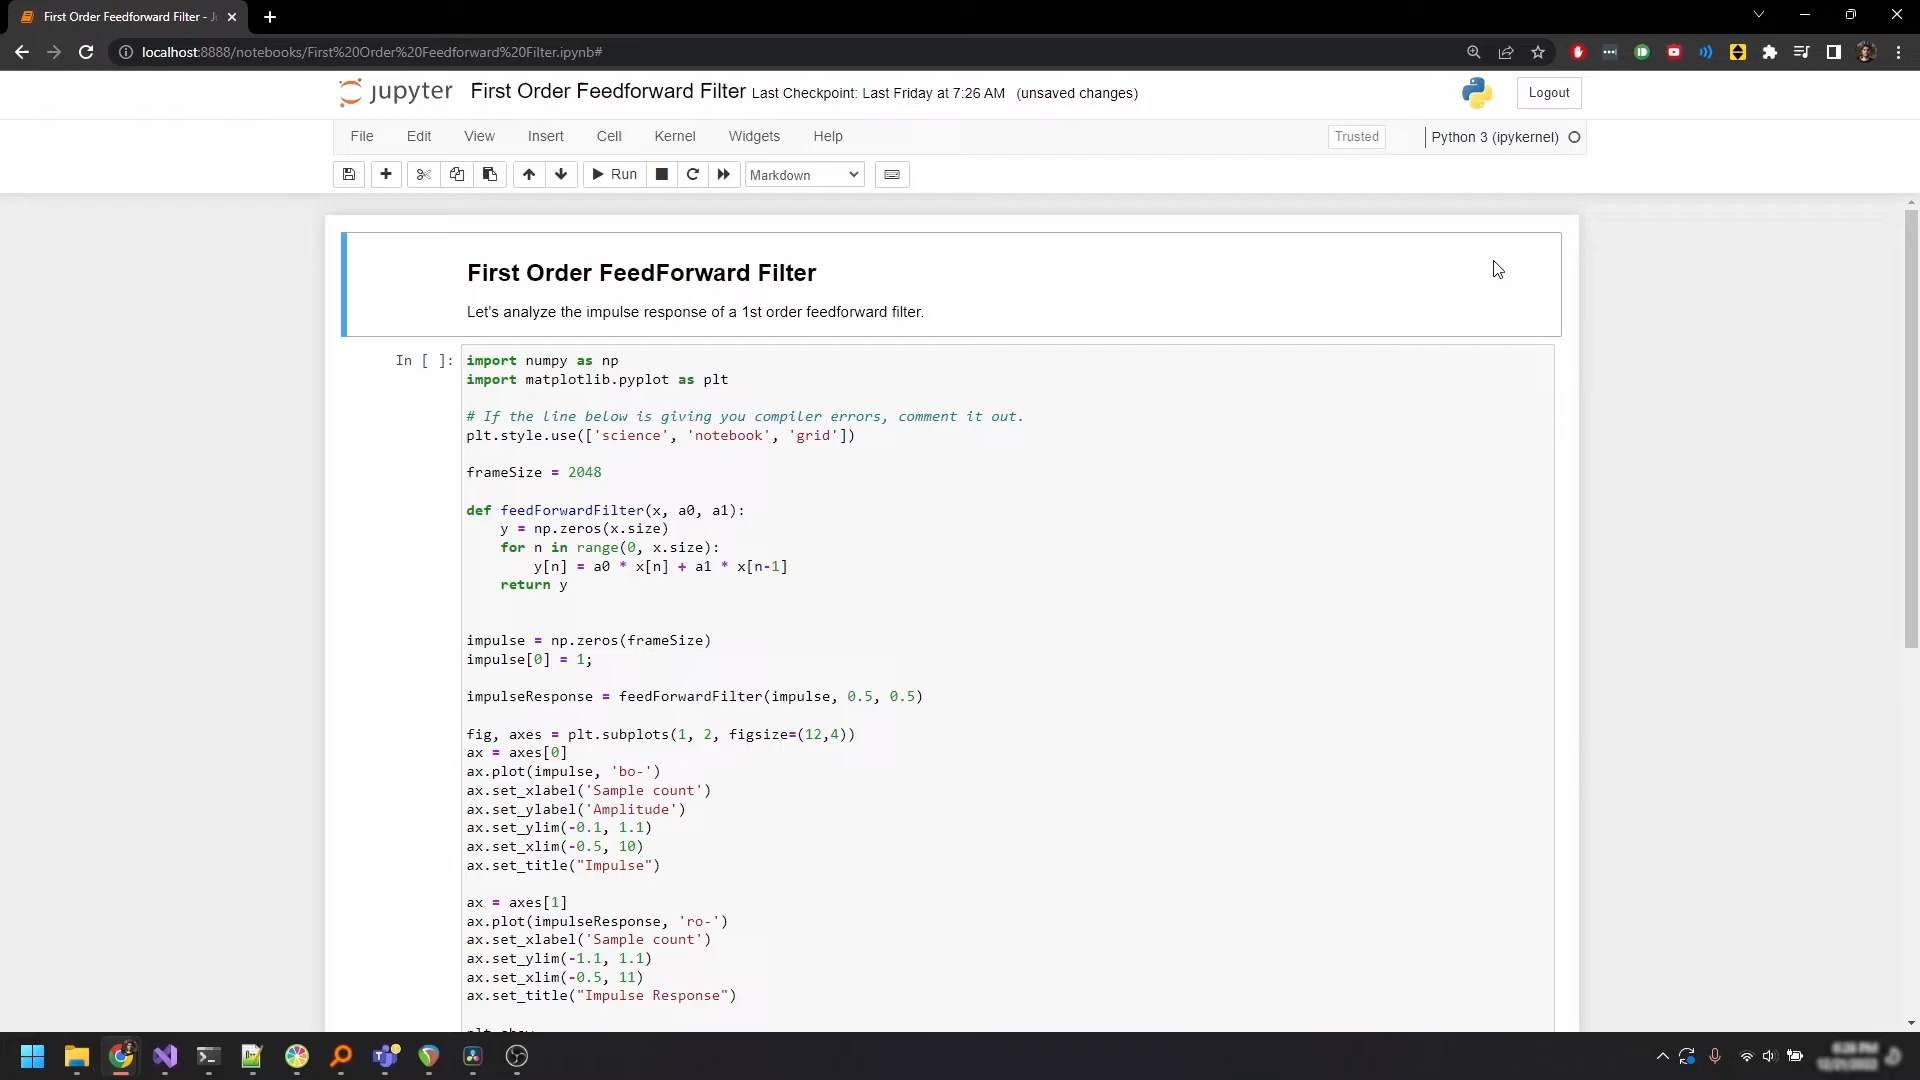 First Order Feedforward Filter - J
localhost:8888/notebooks/First%20Order%20Feedforward%20Filter.ipynb#
jupyter First Order Feedforward Filter Last Checkpoint: Last Friday at 7:26 AM (unsaved changes) Logout
File Edit View Insert Cell Kernel Widgets Help Trusted Python 3 (ipykernel)
Run Markdown
First Order FeedForward Filter
Let's analyze the impulse response of a 1st order feedforward filter.
In [ ]: import numpy as np
import matplotlib.pyplot as plt
# If the line below is giving you compiler errors, comment it out.
plt.style.use(['science', 'notebook', 'grid'])
frameSize = 2048
def feedForwardFilter(x, a0, a1):
y = np.zeros(x.size)
for n in range(0, x.size):
y[n] = a0 * x[n] + a1 * x[n-1]
return y
impulse = np.zeros(frameSize)
impulse[0] = 1;
impulseResponse = feedForwardFilter(impulse, 0.5, 0.5)
fig, axes = plt.subplots(1, 2, figsize=(12,4))
ax = axes[0]
ax.plot(impulse, 'bo-')
ax.set_xlabel('Sample count')
ax.set_ylabel('Amplitude')
ax.set_ylim(-0.1, 1.1)
ax.set_xlim(-0.5, 10)
ax.set_title("Impulse")
ax = axes[1]
ax.plot(impulseResponse, 'ro-')
ax.set_xlabel('Sample count')
ax.set_ylim(-1.1, 1.1)
ax.set_xlim(-0.5, 11)
ax.set_title("Impulse Response")